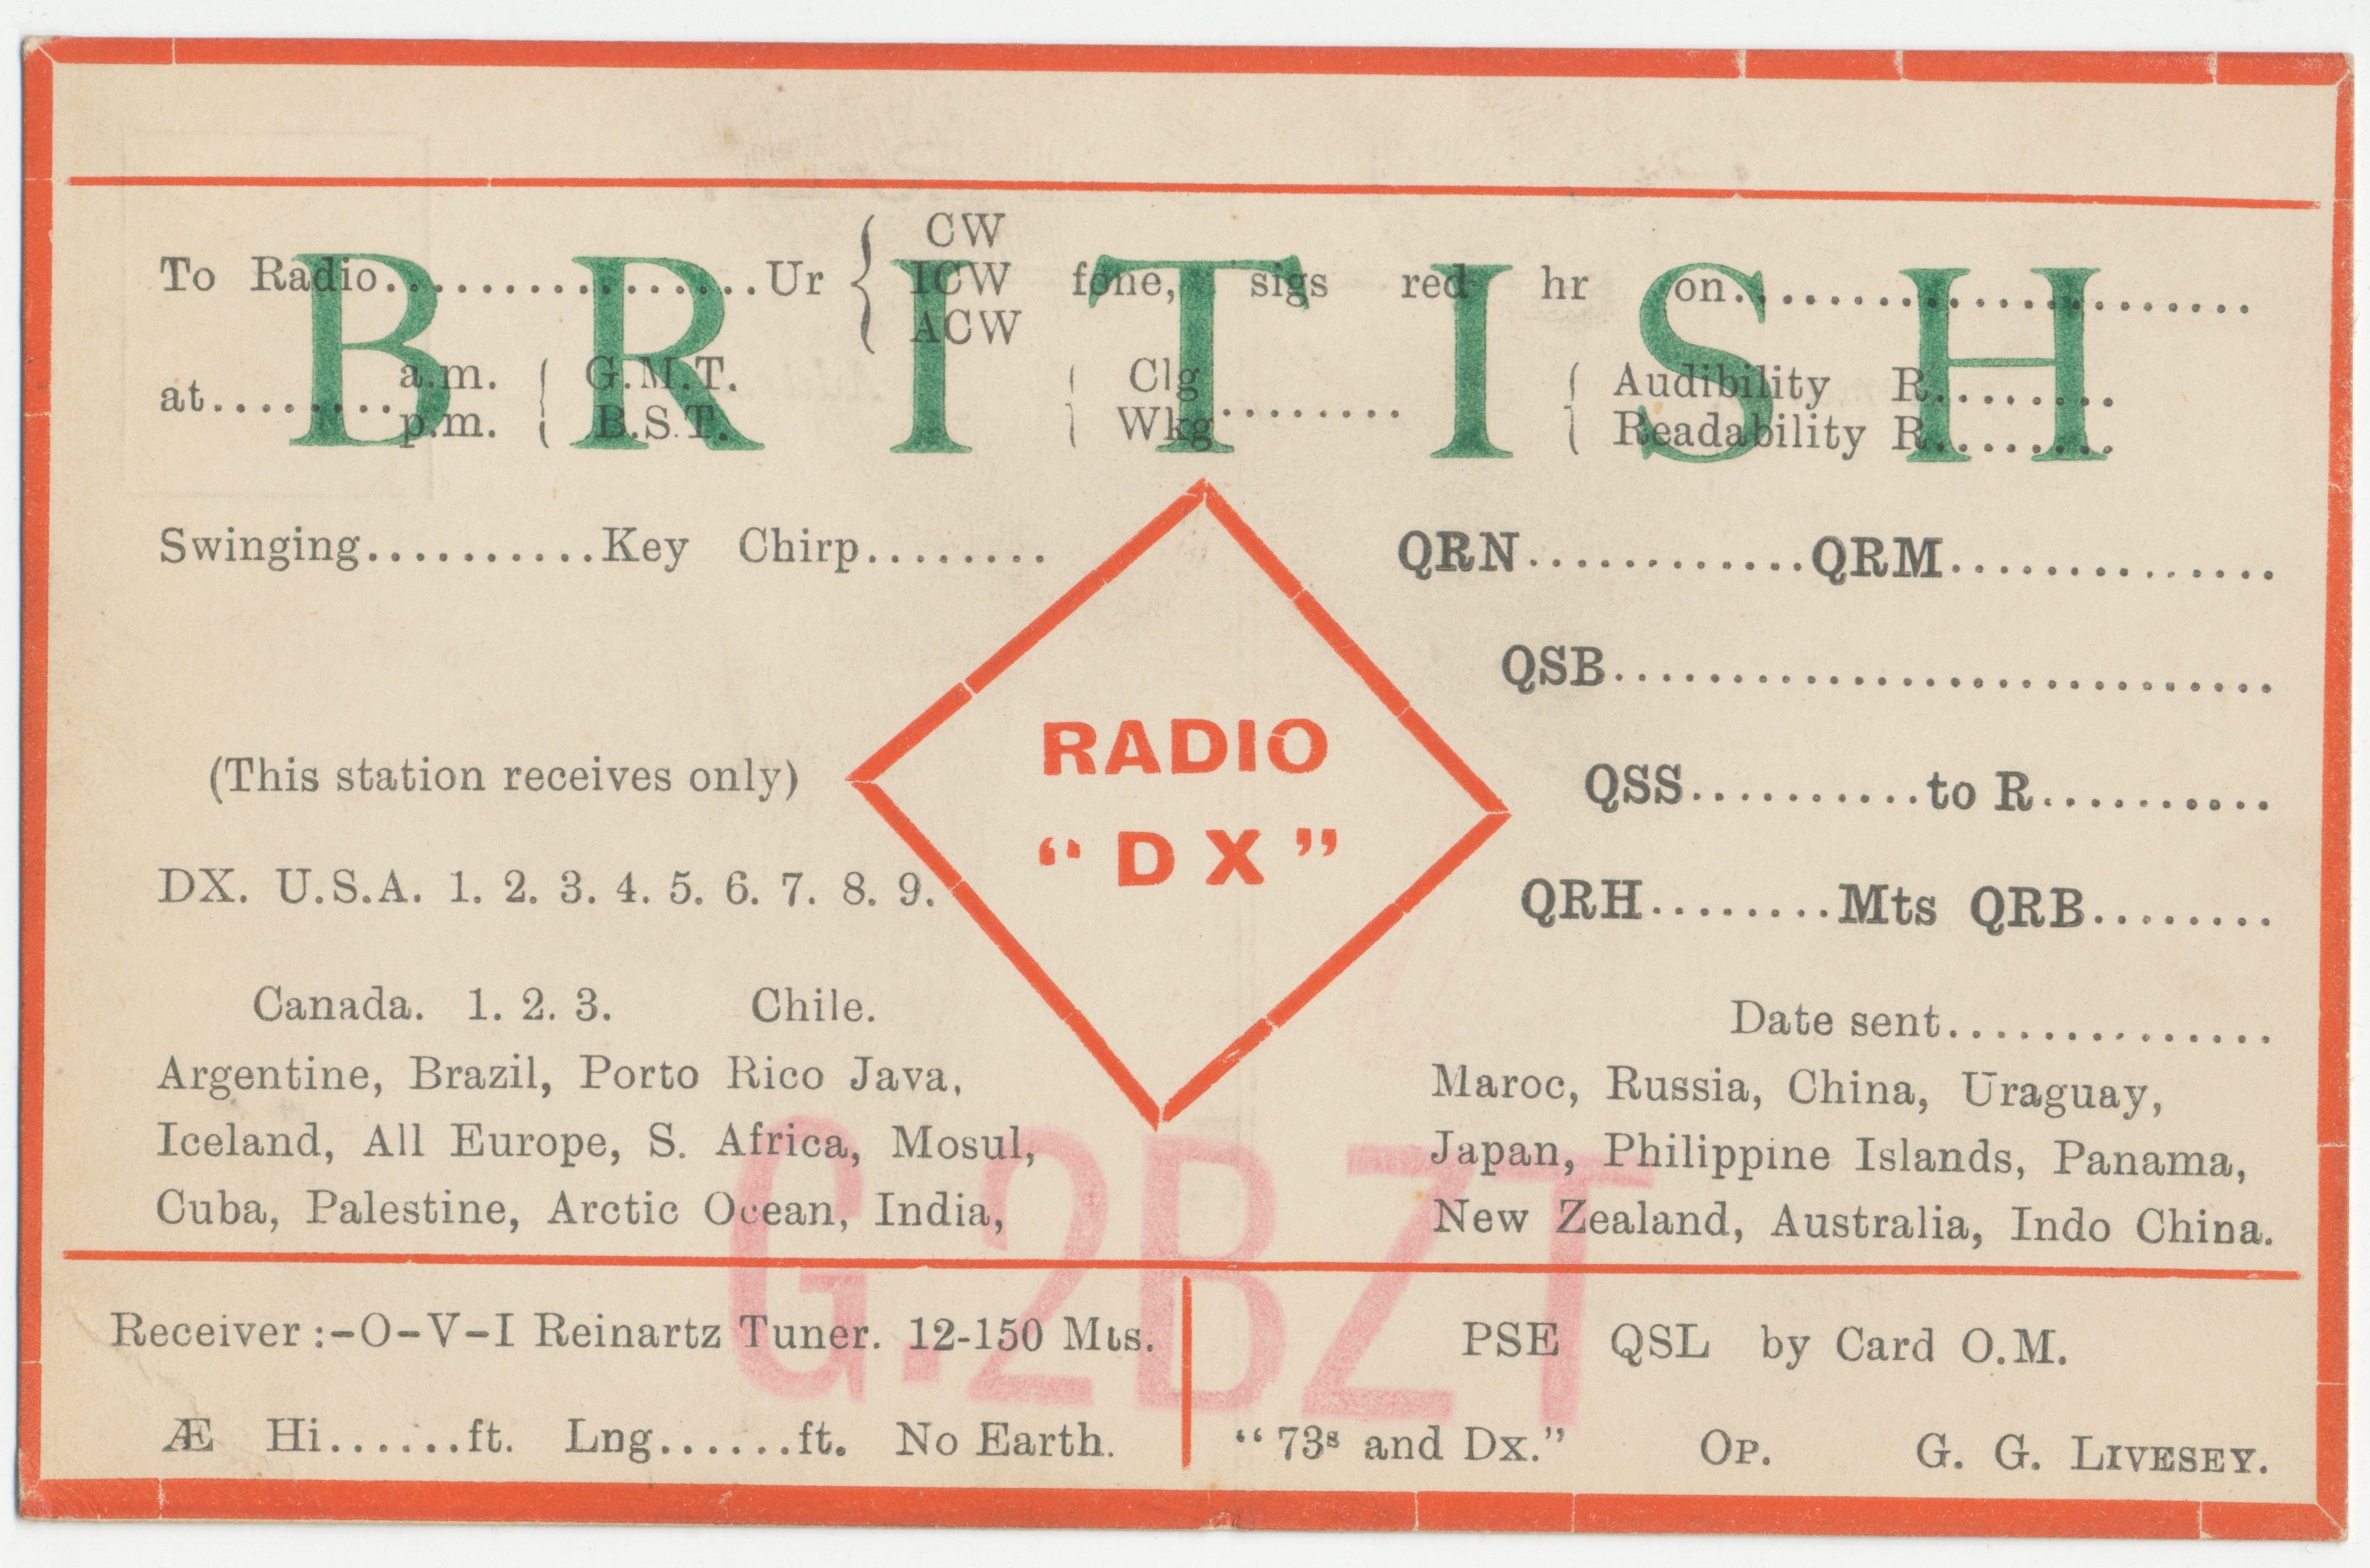 BRITISH
To Radio.................Ur { CW ICW ACW fone, sigs red hr on......................
at......... a.m. p.m. { G.M.T. B.S.T. { Clg Wkg......... { Audibility R......... Readability R.........
Swinging..........Key Chirp........
QRN............QRM..............
QSB.............................
RADIO
“DX”
(This station receives only)
QSS..........to R..........
DX. U.S.A. 1. 2. 3. 4. 5. 6. 7. 8. 9.
QRH........Mts QRB........
Canada. 1. 2. 3. Chile.
Date sent..............
Argentine, Brazil, Porto Rico Java,
Iceland, All Europe, S. Africa, Mosul,
Cuba, Palestine, Arctic Ocean, India,
Maroc, Russia, China, Uraguay,
Japan, Philippine Islands, Panama,
New Zealand, Australia, Indo China.
G.2BZT
Receiver :-O-V-I Reinartz Tuner. 12-150 Mts.
Æ Hi......ft. Lng......ft. No Earth.
PSE QSL by Card O.M.
“73s and Dx.” Op. G. G. LIVESEY.